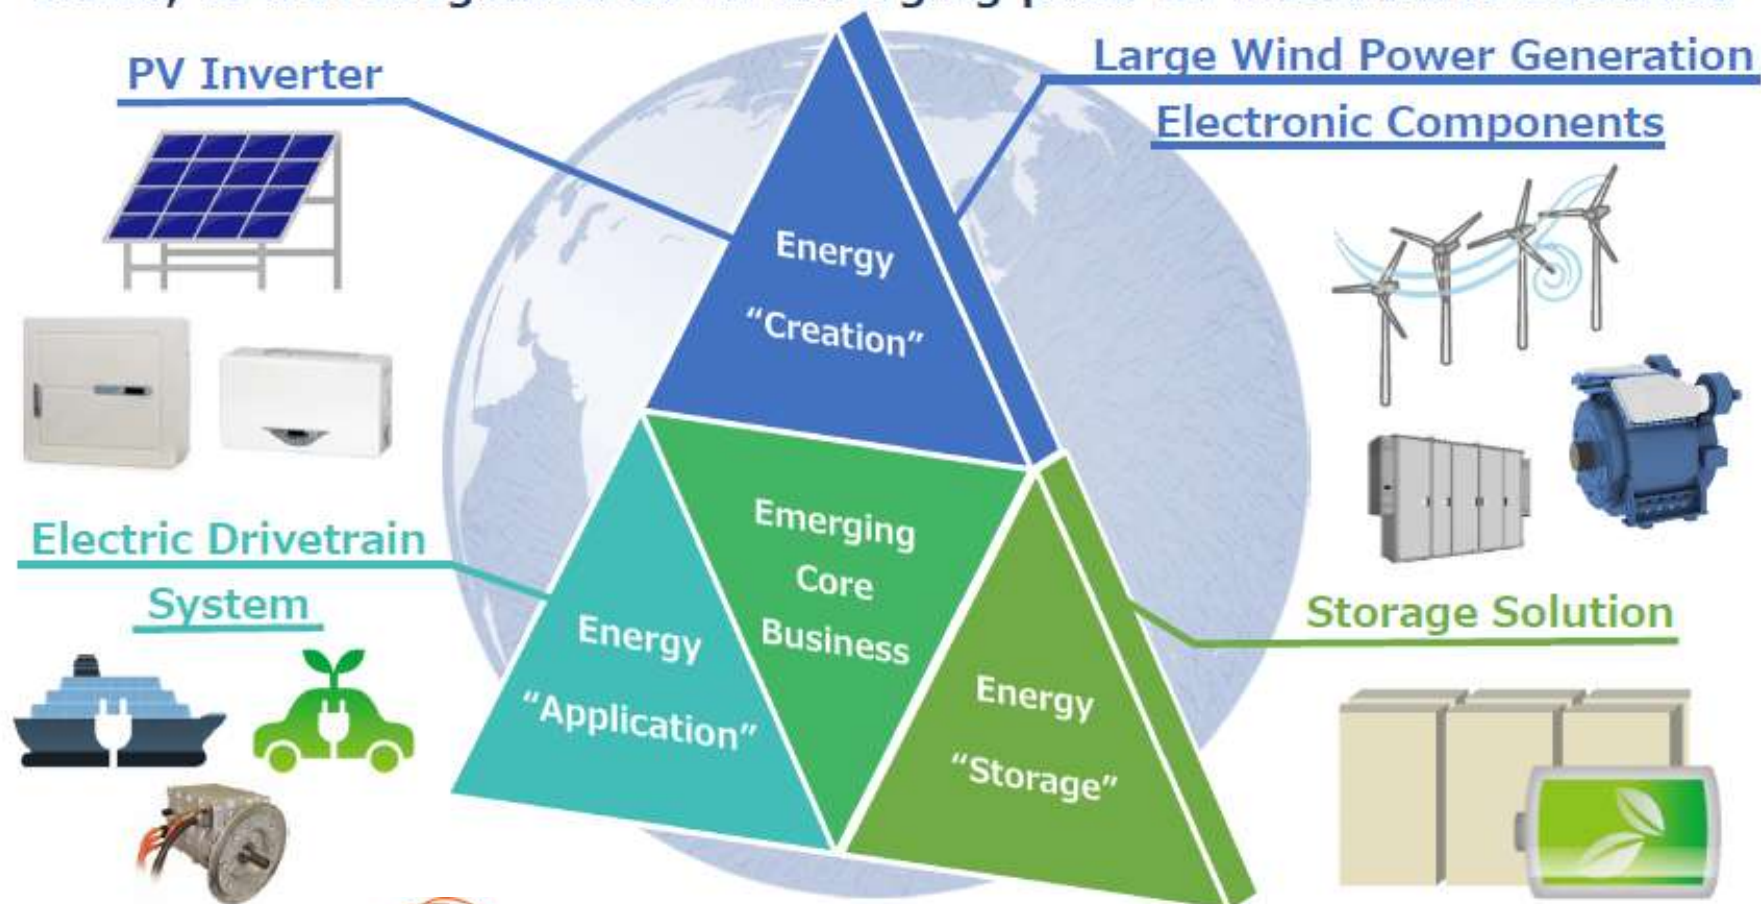 PV Inverter
Large Wind Power Generation
Electronic Components
Energy
“Creation”
Emerging
Core
Business
Electric Drivetrain
System
Energy
“Application”
Storage Solution
Energy
“Storage”